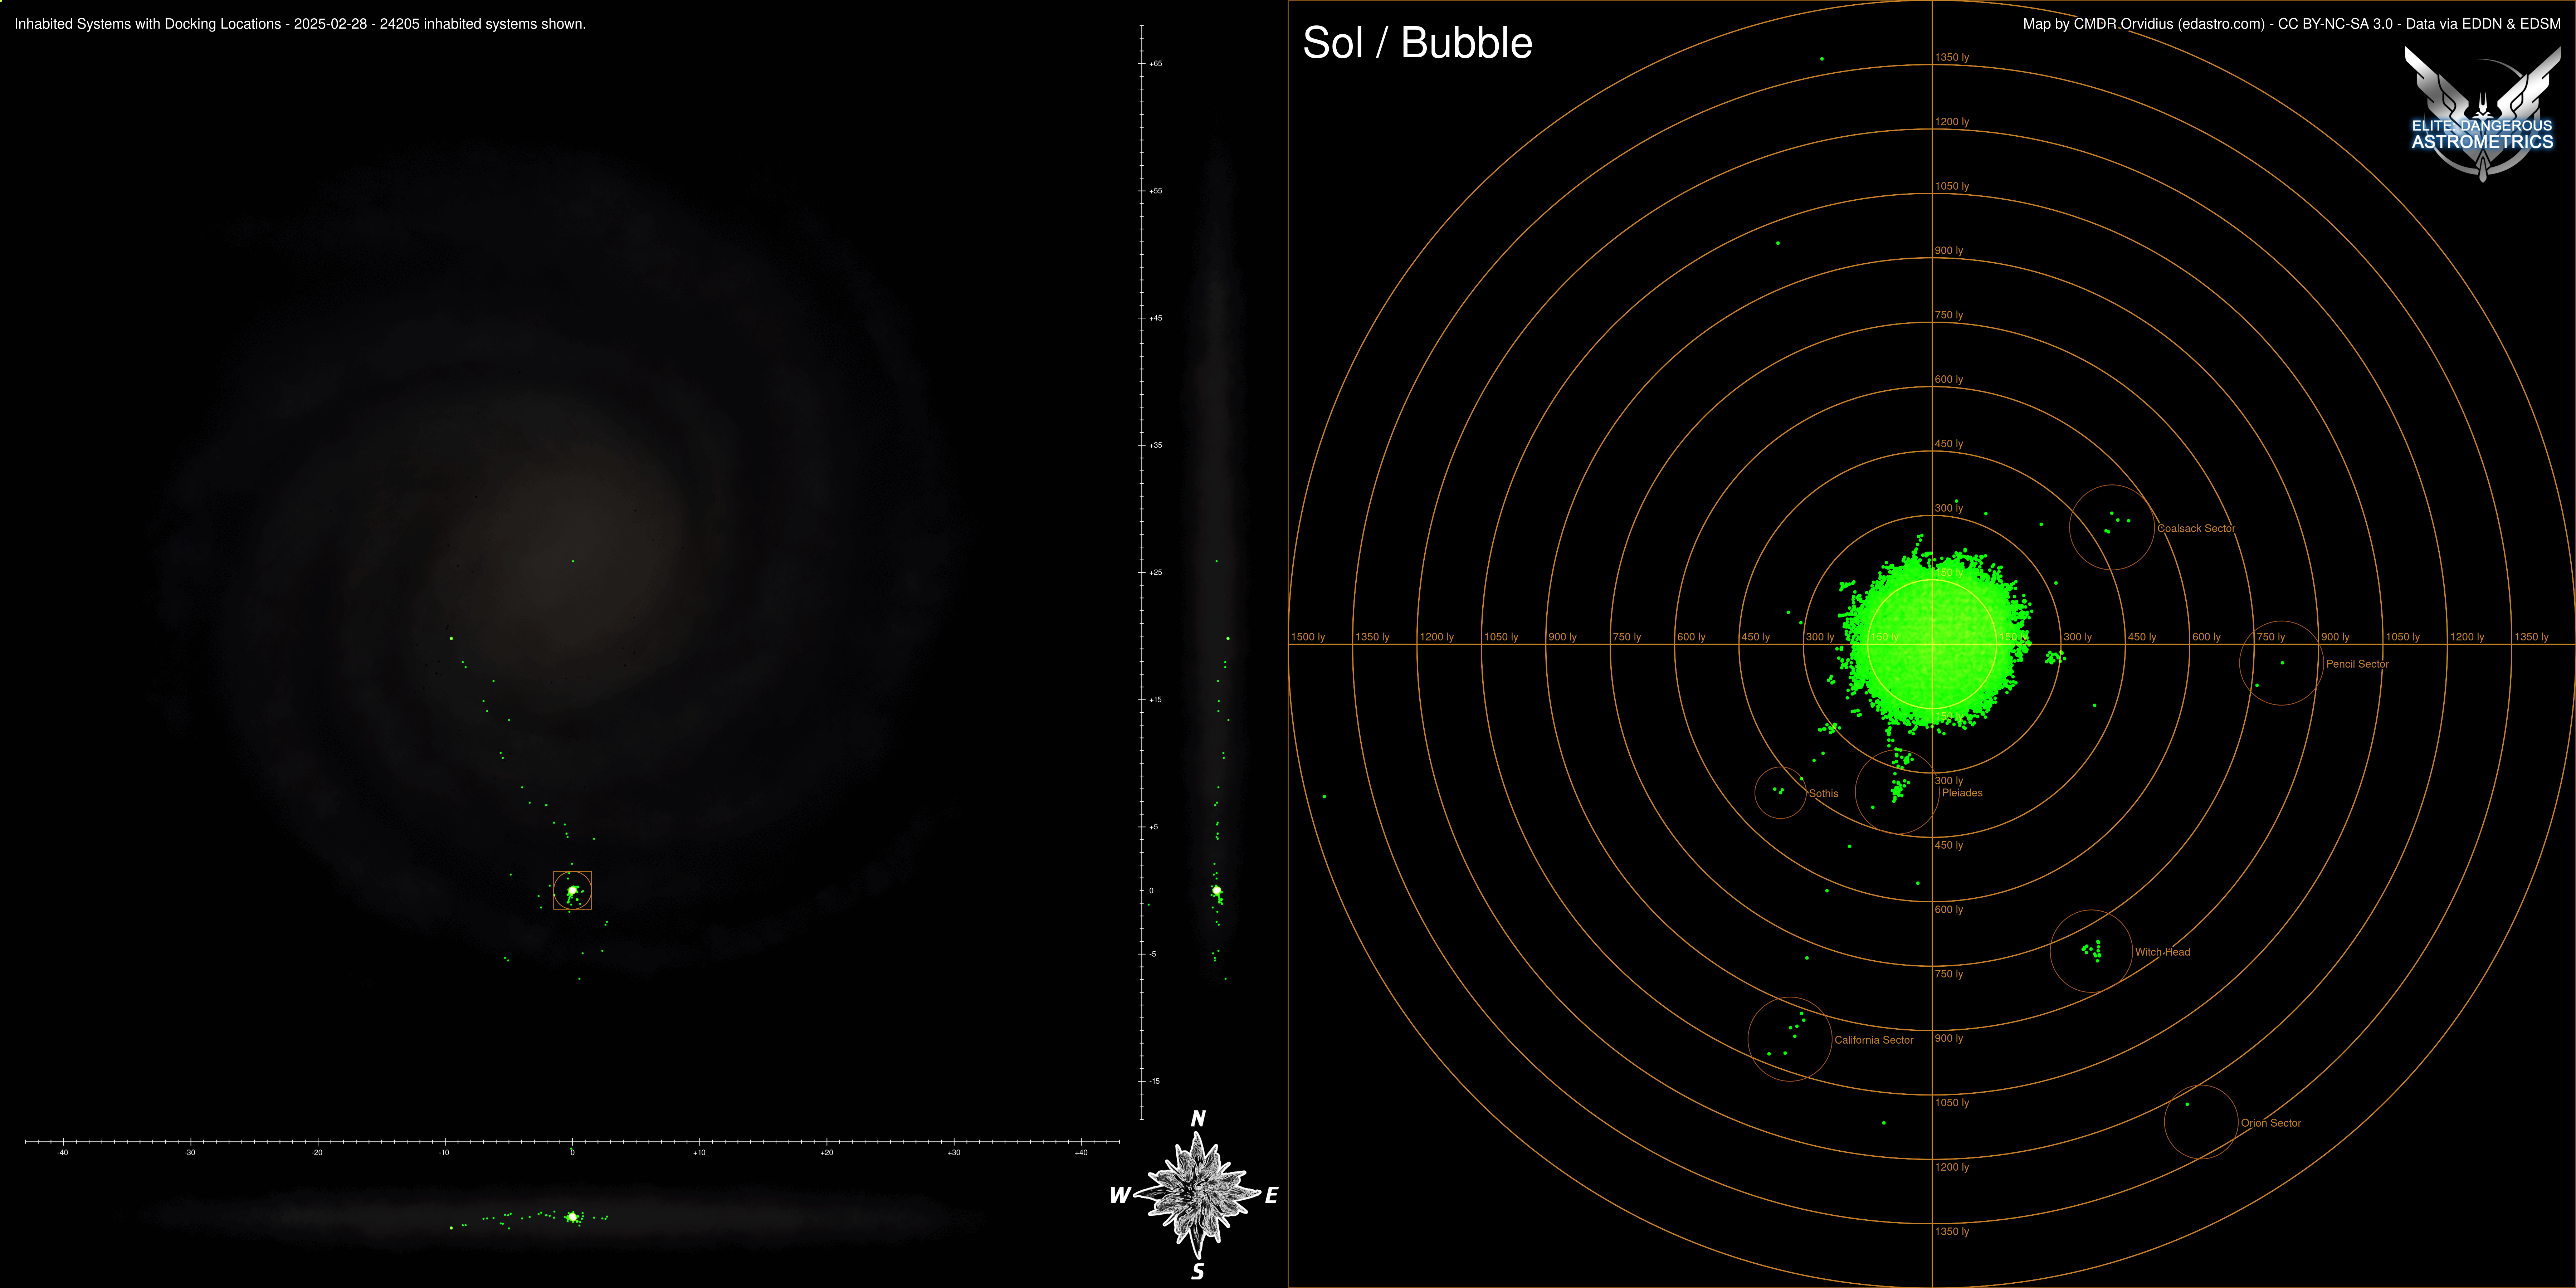 Inhabited Systems with Docking Locations - 2025-02-28 - 24205 inhabited systems shown.
+65
+55
+45
+35
+25
+15
+5
0
-5
-15
-40
-30
-20
-10
0
+10
+20
+30
+40
N
W
E
S
Sol / Bubble
Map by CMDR Orvidius (edastro.com) - CC BY-NC-SA 3.0 - Data via EDDN & EDSM
ELITE DANGEROUS
ASTROMETRICS
1350 ly
1200 ly
1050 ly
900 ly
750 ly
600 ly
450 ly
300 ly
150 ly
Coalsack Sector
1500 ly
1350 ly
1200 ly
1050 ly
900 ly
750 ly
600 ly
450 ly
300 ly
150 ly
150
300 ly
450 ly
600 ly
750 ly
900 ly
1050 ly
1200 ly
1350 ly
Pencil Sector
150 ly
300 ly
Sothis
Pleiades
450 ly
600 ly
Witch Head
750 ly
900 ly
California Sector
1050 ly
Orion Sector
1200 ly
1350 ly